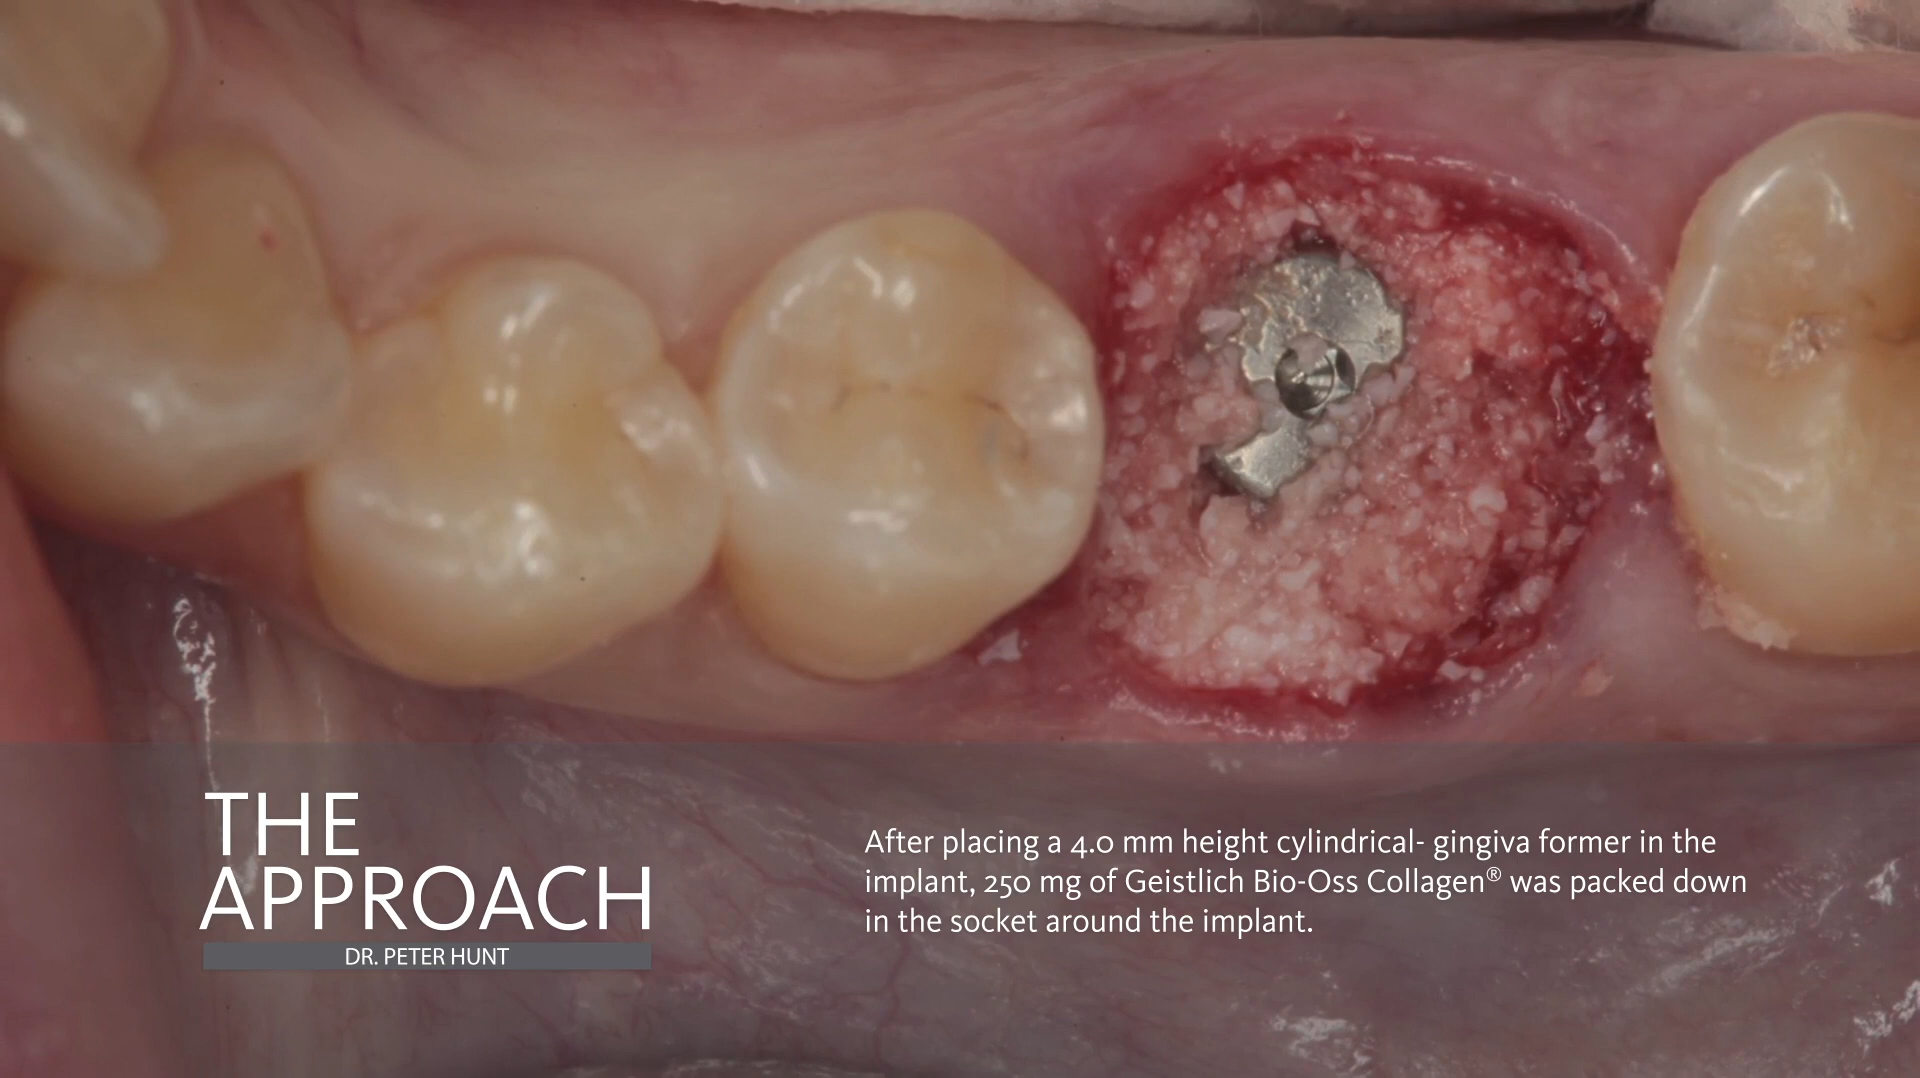 THE
APPROACH
DR. PETER HUNT
After placing a 4.0 mm height cylindrical- gingiva former in the
implant, 250 mg of Geistlich Bio-Oss Collagen® was packed down
in the socket around the implant.